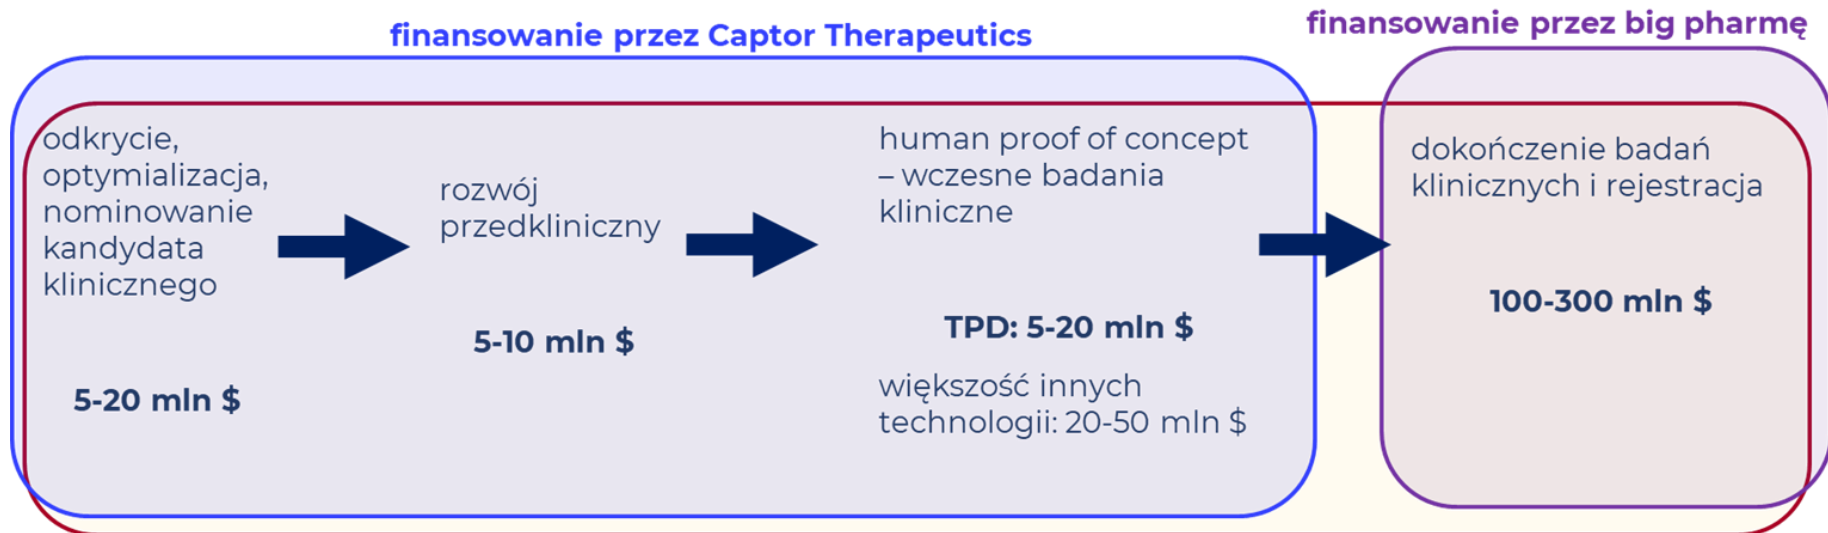 finansowanie przez Captor Therapeutics
finansowanie przez big pharmę
odkrycie,
optymializacja,
nominowanie
kandydata
klinicznego
5-20 mln $
rozwój
przedkliniczny
5-10 mln $
human proof of concept
– wczesne badania
kliniczne
TPD: 5-20 mln $
większość innych
technologii: 20-50 mln $
dokończenie badań
klinicznych i rejestracja
100-300 mln $